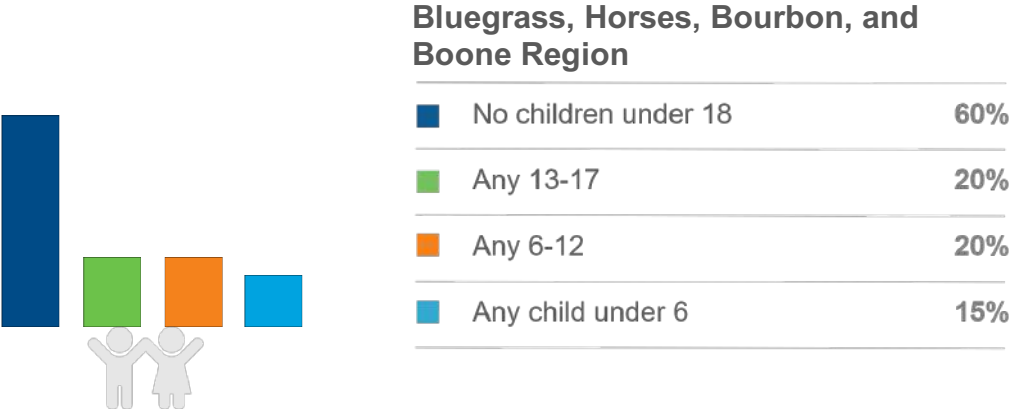 Bluegrass, Horses, Bourbon, and
Boone Region
No children under 18 60%
Any 13-17 20%
Any 6-12 20%
Any child under 6 15%